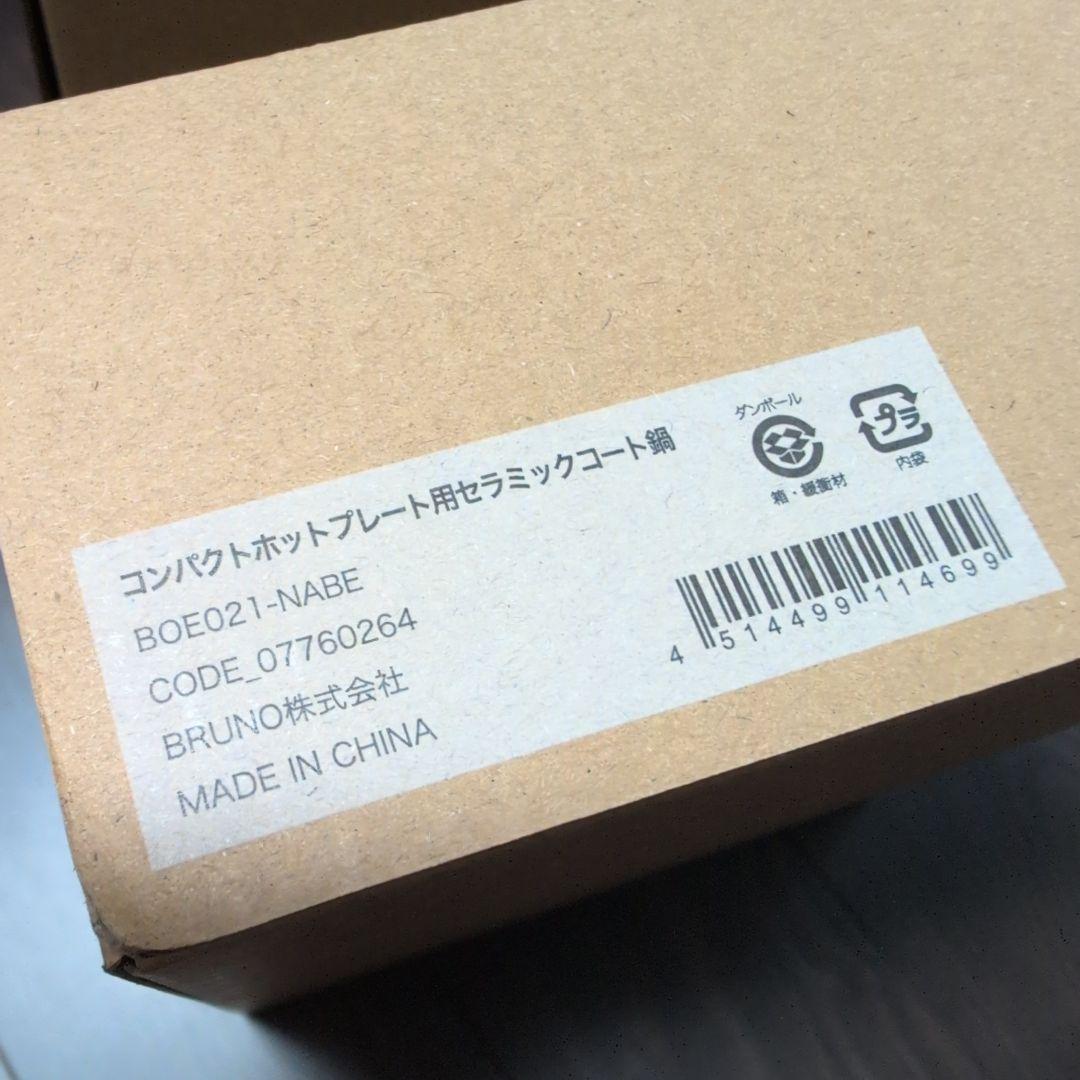 コンパクトホットプレート用セラミックコート鍋
BOE021-NABE
CODE_07760264
BRUNO株式会社
MADE IN CHINA
ダンボール
箱・緩衝材
プラ
内袋
4 514499 114699